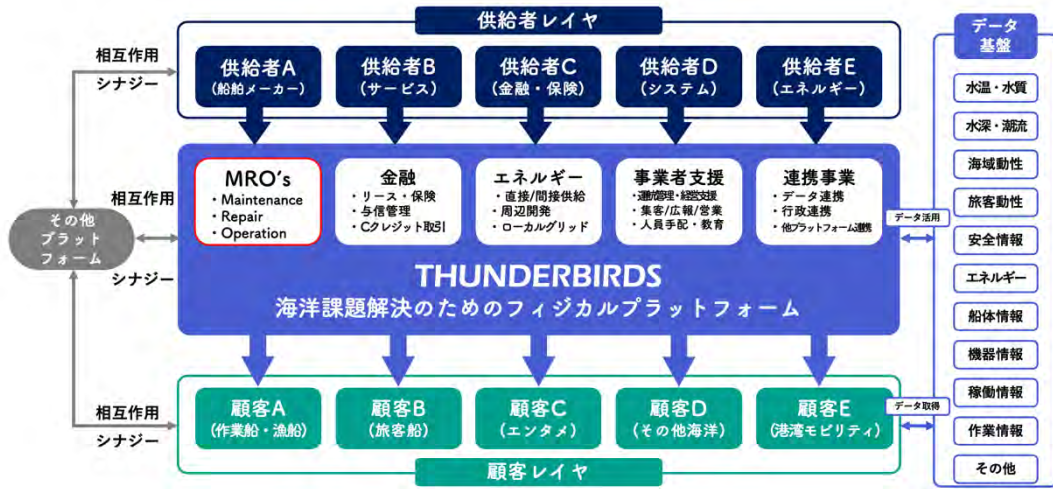 供給者レイヤ
供給者A
(船舶メーカー)
供給者B
(サービス)
供給者C
(金融・保険)
供給者D
(システム)
供給者E
(エネルギー)
相互作用
シナジー
相互作用
シナジー
相互作用
シナジー
その他
プラット
フォーム
MRO's
・Maintenance
・Repair
・Operation
金融
・リース・保険
・与信管理
・Cクレジット取引
エネルギー
・直接/間接供給
・周辺開発
・ローカルグリッド
事業者支援
・運航管理・経営支援
・集客/広報/営業
・人員手配・教育
連携事業
・データ連携
・行政連携
・他プラットフォーム連携
THUNDERBIRDS
海洋課題解決のためのフィジカルプラットフォーム
顧客A
(作業船・漁船)
顧客B
(旅客船)
顧客C
(エンタメ)
顧客D
(その他海洋)
顧客E
(港湾モビリティ)
顧客レイヤ
データ活用
データ取得
データ
基盤
水温・水質
水深・潮流
海域動性
旅客動性
安全情報
エネルギー
船体情報
機器情報
稼働情報
作業情報
その他